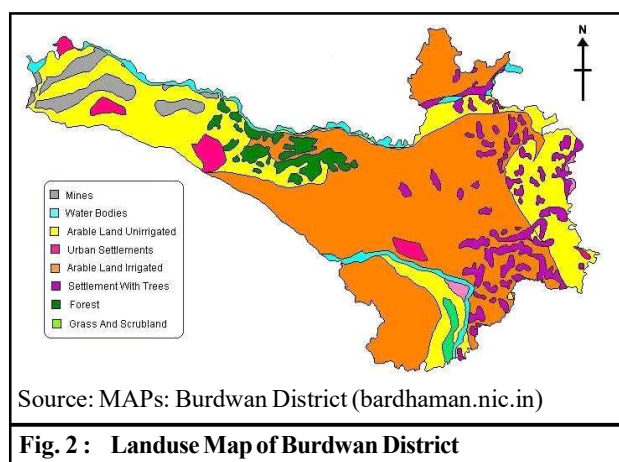 N
Mines
Water Bodies
Arable Land Unirrigated
Urban Settlements
Arable Land Irrigated
Settlement With Trees
Forest
Grass And Scrubland
Source: MAPs: Burdwan District (bardhaman.nic.in)
Fig. 2 : Landuse Map of Burdwan District